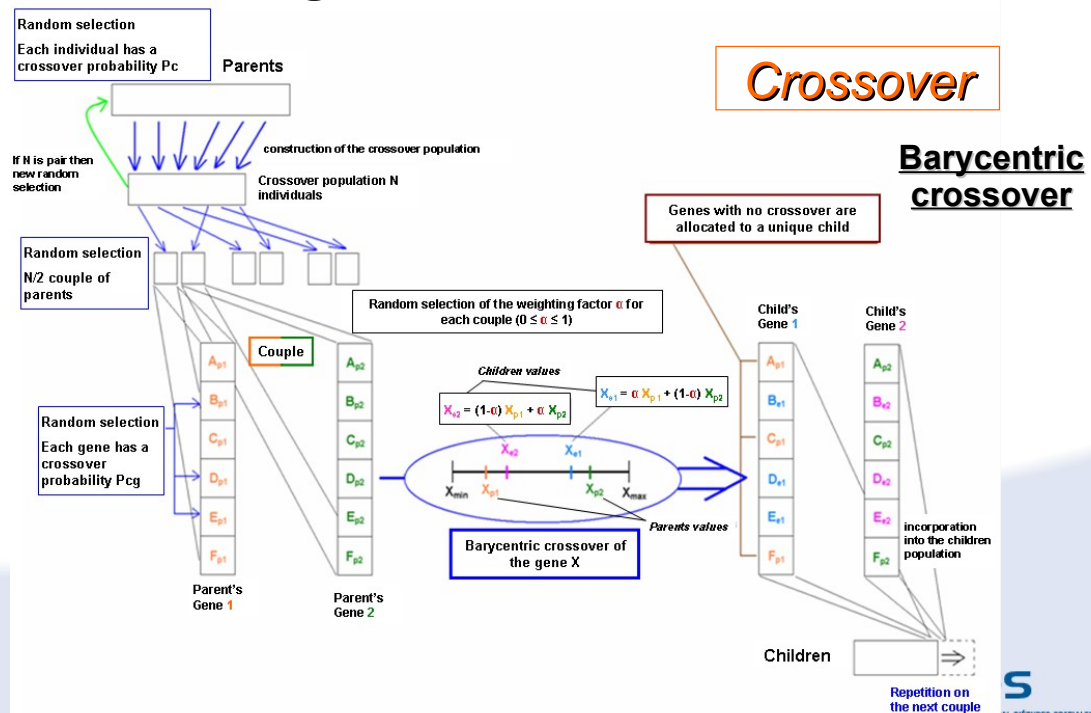 Random selection
Each individual has a
crossover probability Pc
Parents
Crossover
If N is pair then
new random
selection
construction of the crossover population
Crossover population N
individuals
Barycentric
crossover
Genes with no crossover are
allocated to a unique child
Random selection
N/2 couple of
parents
Random selection of the weighting factor α for
each couple (0 ≤ α ≤ 1)
Couple
Child's
Gene 1
Child's
Gene 2
Children values
Xe2 = (1-α) Xp1 + α Xp2
Xe1 = α Xp1 + (1-α) Xp2
Random selection
Each gene has a
crossover
probability Pcg
Ap1
Bp1
Cp1
Dp1
Ep1
Fp1
Ap2
Bp2
Cp2
Dp2
Ep2
Fp2
Xe2
Xe1
Xmin
Xp1
Xp2
Xmax
Parents values
Barycentric crossover of
the gene X
Ap1
Be1
Cp1
De1
Ee1
Fp1
Ap2
Be2
Cp2
De2
Ee2
Fp2
incorporation
into the children
population
Parent's
Gene 1
Parent's
Gene 2
Children
Repetition on
the next couple
S